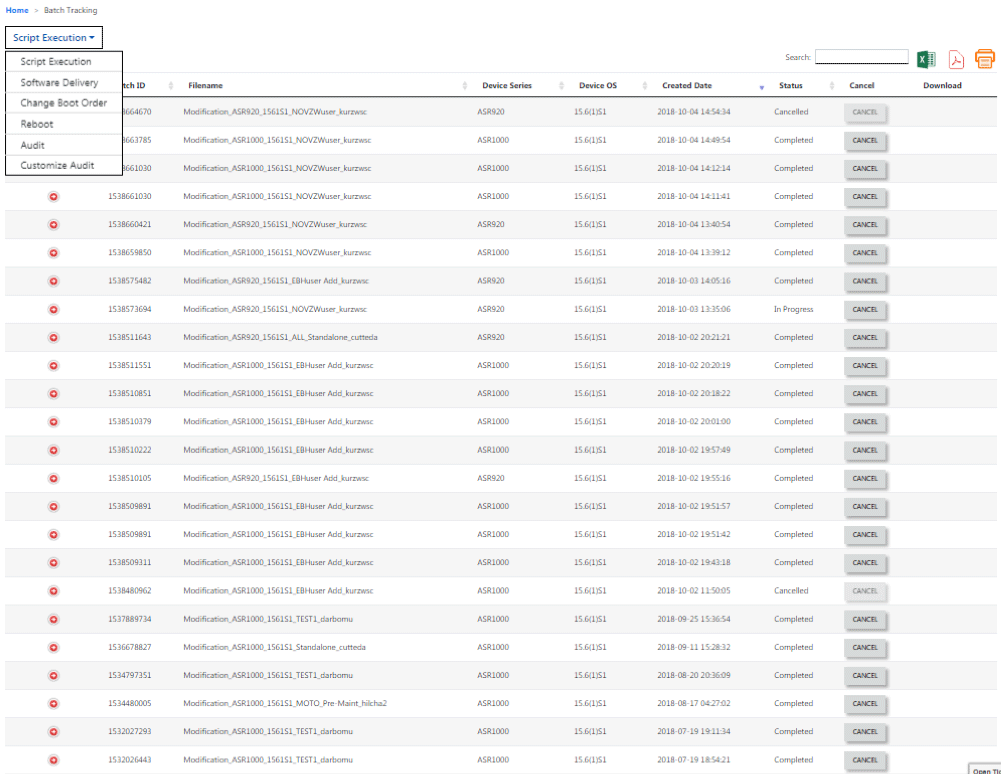 Home > Batch Tracking
Script Execution
Script Execution
Software Delivery
Change Boot Order
Reboot
Audit
Customize Audit
Search:
tch ID Filename Device Series Device OS Created Date Status Cancel Download
664670 Modification_ASR920_1561S1_NOVZWuser_kurzwsc ASR920 15.6(1)S1 2018-10-04 14:54:34 Cancelled CANCEL
663785 Modification_ASR1000_1561S1_NOVZWuser_kurzwsc ASR1000 15.6(1)S1 2018-10-04 14:49:54 Completed CANCEL
661030 Modification_ASR1000_1561S1_NOVZWuser_kurzwsc ASR1000 15.6(1)S1 2018-10-04 14:12:14 Completed CANCEL
1538661030 Modification_ASR1000_1561S1_NOVZWuser_kurzwsc ASR1000 15.6(1)S1 2018-10-04 14:11:41 Completed CANCEL
1538660421 Modification_ASR920_1561S1_NOVZWuser_kurzwsc ASR920 15.6(1)S1 2018-10-04 13:40:54 Completed CANCEL
1538659850 Modification_ASR1000_1561S1_NOVZWuser_kurzwsc ASR1000 15.6(1)S1 2018-10-04 13:39:12 Completed CANCEL
1538575482 Modification_ASR920_1561S1_EBHuser Add_kurzwsc ASR920 15.6(1)S1 2018-10-03 14:05:16 Completed CANCEL
1538573694 Modification_ASR920_1561S1_NOVZWuser_kurzwsc ASR920 15.6(1)S1 2018-10-03 13:35:06 In Progress CANCEL
1538511643 Modification_ASR920_1561S1_ALL_Standalone_cutteda ASR920 15.6(1)S1 2018-10-02 20:21:21 Completed CANCEL
1538511551 Modification_ASR1000_1561S1_EBHuser Add_kurzwsc ASR1000 15.6(1)S1 2018-10-02 20:20:19 Completed CANCEL
1538510851 Modification_ASR1000_1561S1_EBHuser Add_kurzwsc ASR1000 15.6(1)S1 2018-10-02 20:18:22 Completed CANCEL
1538510379 Modification_ASR1000_1561S1_EBHuser Add_kurzwsc ASR1000 15.6(1)S1 2018-10-02 20:01:00 Completed CANCEL
1538510222 Modification_ASR1000_1561S1_EBHuser Add_kurzwsc ASR1000 15.6(1)S1 2018-10-02 19:57:49 Completed CANCEL
1538510105 Modification_ASR920_1561S1_EBHuser Add_kurzwsc ASR920 15.6(1)S1 2018-10-02 19:55:16 Completed CANCEL
1538509891 Modification_ASR1000_1561S1_EBHuser Add_kurzwsc ASR1000 15.6(1)S1 2018-10-02 19:51:57 Completed CANCEL
1538509891 Modification_ASR1000_1561S1_EBHuser Add_kurzwsc ASR1000 15.6(1)S1 2018-10-02 19:51:42 Completed CANCEL
1538509311 Modification_ASR1000_1561S1_EBHuser Add_kurzwsc ASR1000 15.6(1)S1 2018-10-02 19:43:18 Completed CANCEL
1538480962 Modification_ASR1000_1561S1_EBHuser Add_kurzwsc ASR1000 15.6(1)S1 2018-10-02 11:50:05 Cancelled CANCEL
1537889734 Modification_ASR1000_1561S1_TEST1_darbomu ASR1000 15.6(1)S1 2018-09-25 15:36:54 Completed CANCEL
1536678827 Modification_ASR1000_1561S1_Standalone_cutteda ASR1000 15.6(1)S1 2018-09-11 15:28:32 Completed CANCEL
1534797351 Modification_ASR1000_1561S1_TEST1_darbomu ASR1000 15.6(1)S1 2018-08-20 20:36:09 Completed CANCEL
1534480005 Modification_ASR1000_1561S1_MOTO_Pre-Maint_hilcha2 ASR1000 15.6(1)S1 2018-08-17 04:27:02 Completed CANCEL
1532027293 Modification_ASR1000_1561S1_TEST1_darbomu ASR1000 15.6(1)S1 2018-07-19 19:11:34 Completed CANCEL
1532026443 Modification_ASR1000_1561S1_TEST1_darbomu ASR1000 15.6(1)S1 2018-07-19 18:54:21 Completed CANCEL
Open Tic